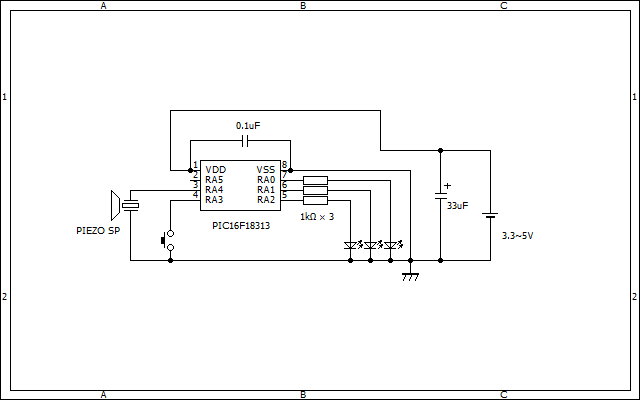 A B C
1 1
0.1uF
1 VDD VSS 8
2 RA5 RA0 7
3 RA4 RA1 6
4 RA3 RA2 5
+
33uF
1kΩ × 3
PIC16F18313
PIEZO SP
3.3~5V
2 2
A B C